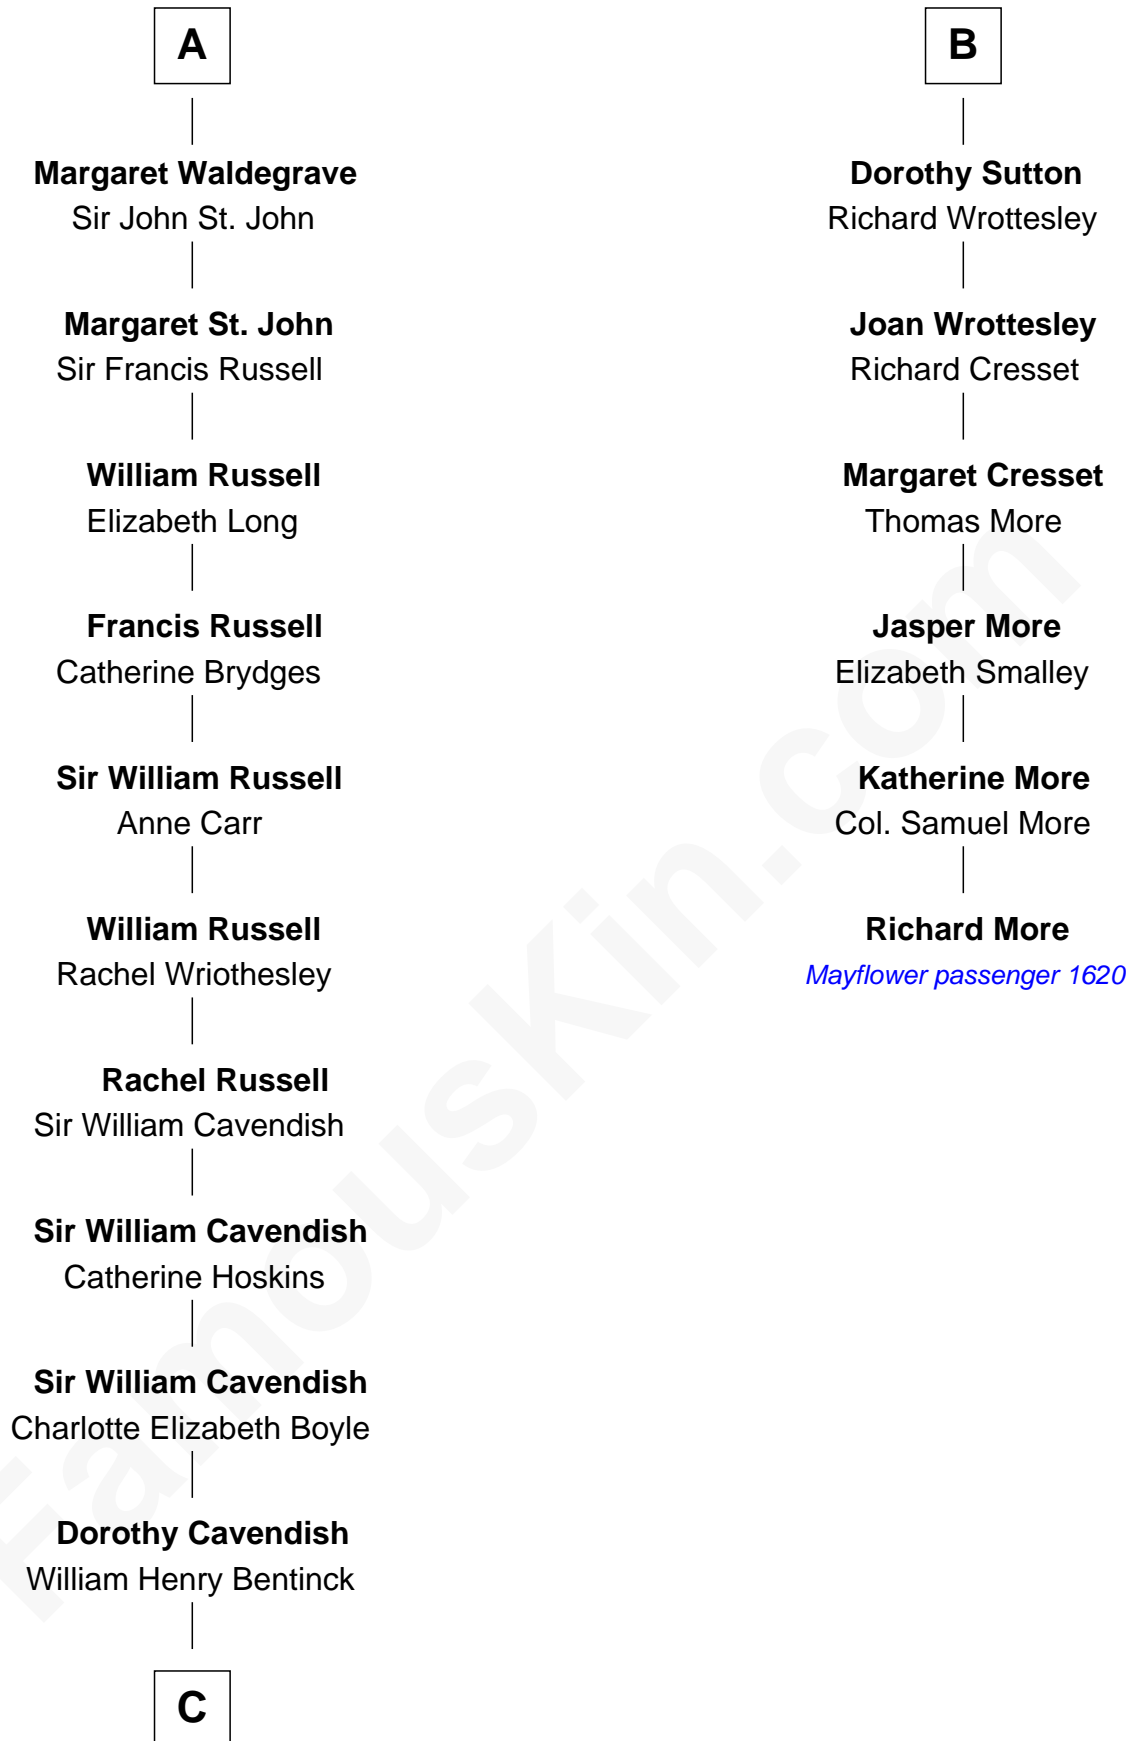 A
Margaret Waldegrave
Sir John St. John
Margaret St. John
Sir Francis Russell
William Russell
Elizabeth Long
Francis Russell
Catherine Brydges
Sir William Russell
Anne Carr
William Russell
Rachel Wriothesley
Rachel Russell
Sir William Cavendish
Sir William Cavendish
Catherine Hoskins
Sir William Cavendish
Charlotte Elizabeth Boyle
Dorothy Cavendish
William Henry Bentinck
C
B
Dorothy Sutton
Richard Wrottesley
Joan Wrottesley
Richard Cresset
Margaret Cresset
Thomas More
Jasper More
Elizabeth Smalley
Katherine More
Col. Samuel More
Richard More
Mayflower passenger 1620
FamousKin.com